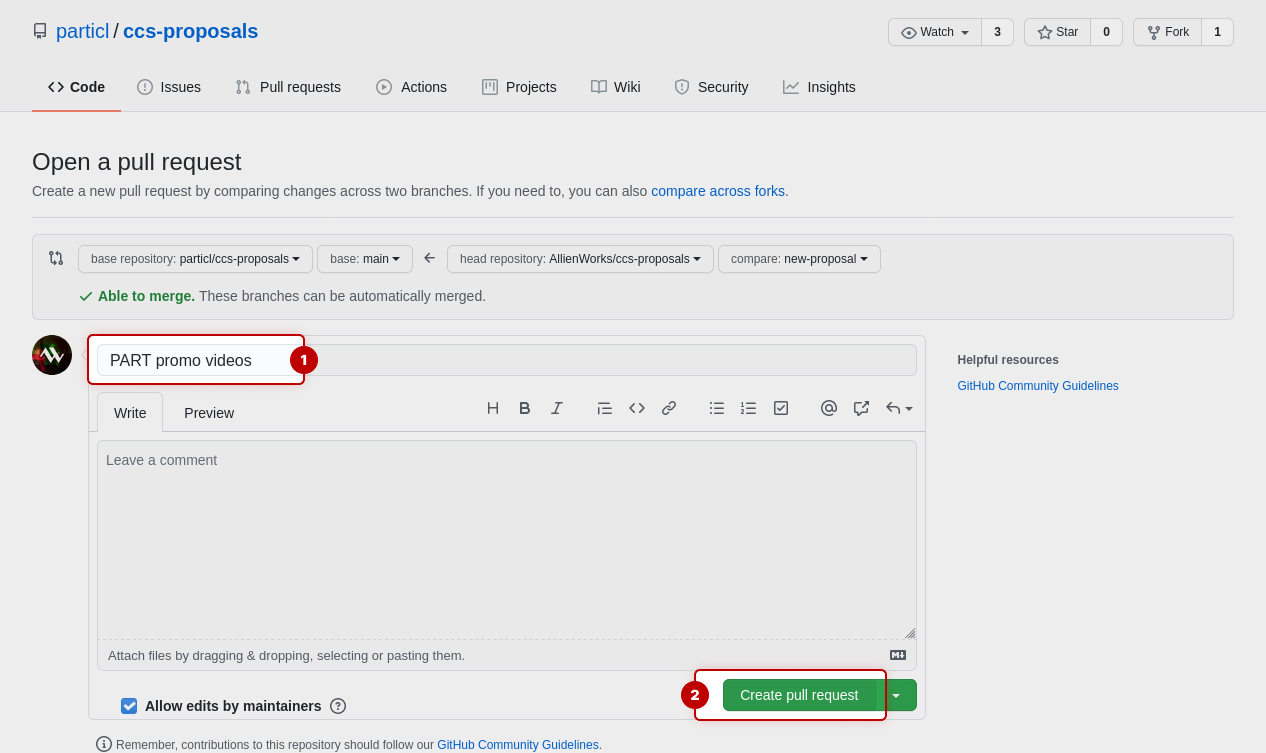 particl / ccs-proposals
Watch 3 Star 0 Fork 1
Code Issues Pull requests Actions Projects Wiki Security Insights
Open a pull request
Create a new pull request by comparing changes across two branches. If you need to, you can also compare across forks.
base repository: particl/ccs-proposals base: main head repository: AllienWorks/ccs-proposals compare: new-proposal
Able to merge. These branches can be automatically merged.
PART promo videos 1
Helpful resources
GitHub Community Guidelines
Write Preview
Leave a comment
Attach files by dragging & dropping, selecting or pasting them.
2 Create pull request
Allow edits by maintainers
Remember, contributions to this repository should follow our GitHub Community Guidelines.